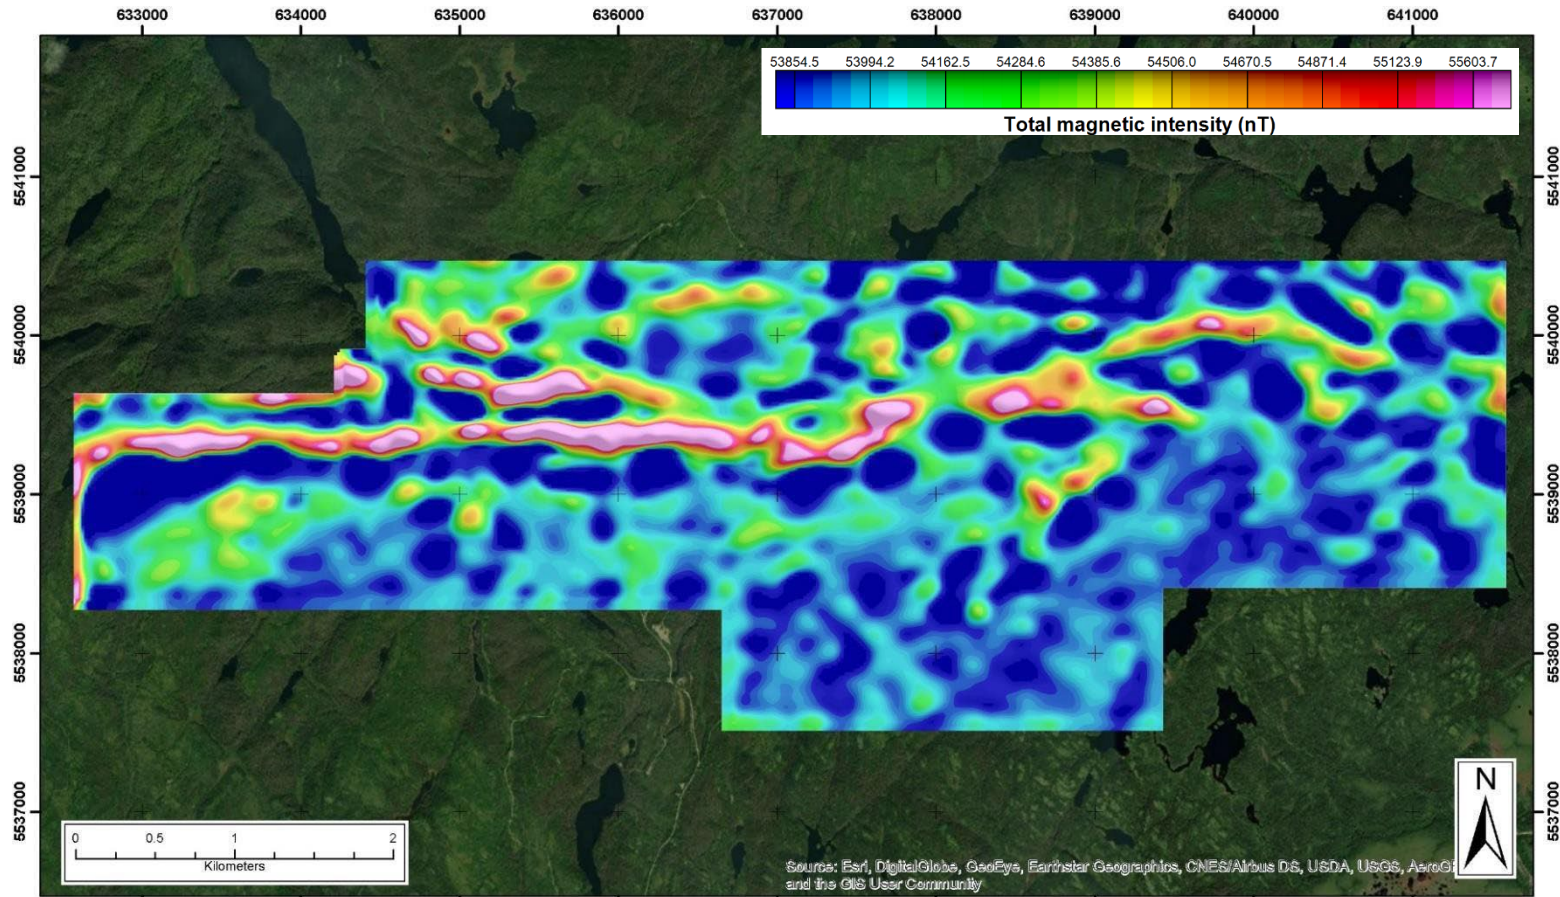 633000 634000 635000 636000 637000 638000 639000 640000 641000
53854.5 53994.2 54162.5 54284.6 54385.6 54506.0 54670.5 54871.4 55123.9 55603.7
Total magnetic intensity (nT)
5541000 5541000
5540000 5540000
5539000 5539000
5538000 5538000
5537000 5537000
N
0 0.5 1 2
Kilometers
Source: Esri, DigitalGlobe, GeoEye, Earthstar Geographics, CNES/Airbus DS, USDA, USGS,
and the GIS User Community